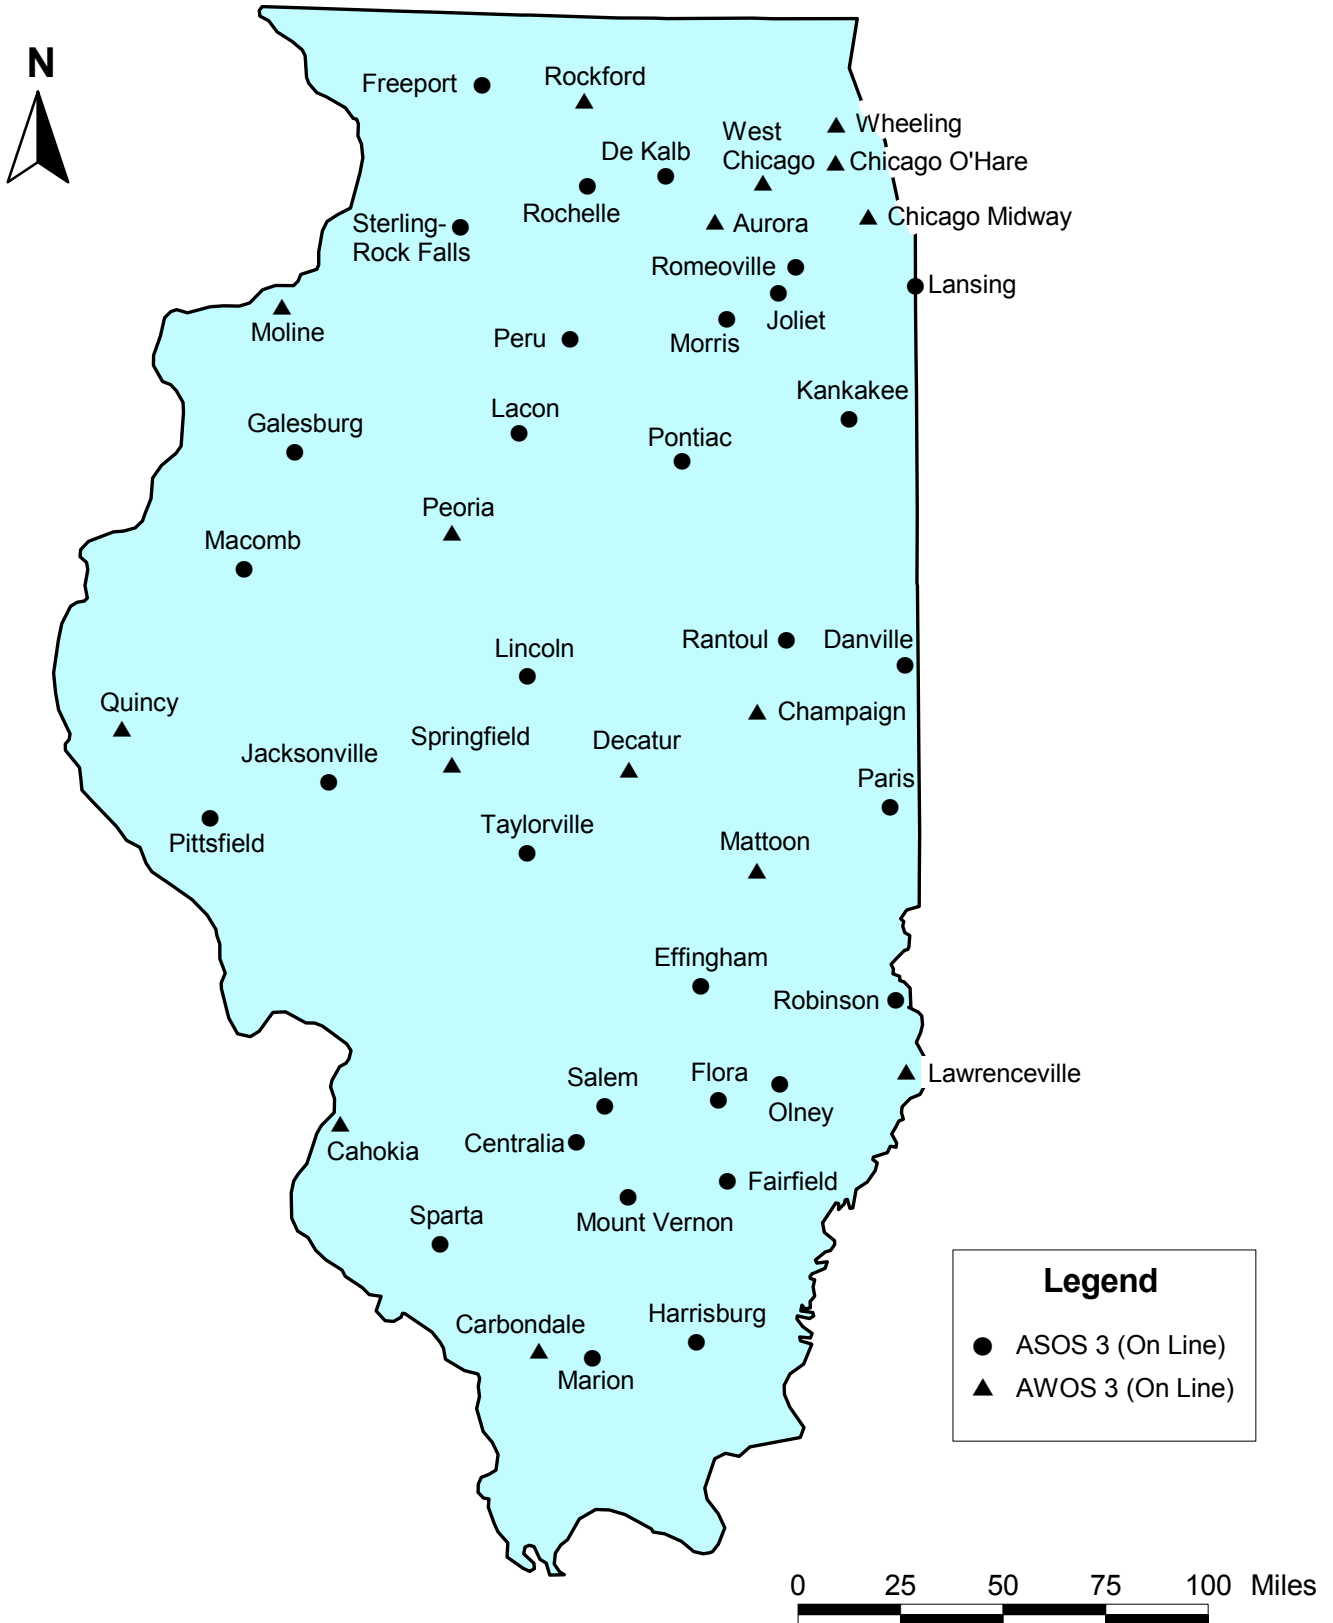 N
Freeport
Rockford
Wheeling
West
Chicago
De Kalb
Chicago O'Hare
Rochelle
Sterling-
Rock Falls
Aurora
Chicago Midway
Romeoville
Lansing
Joliet
Moline
Peru
Morris
Kankakee
Lacon
Galesburg
Pontiac
Peoria
Macomb
Rantoul
Danville
Lincoln
Quincy
Champaign
Springfield
Decatur
Jacksonville
Paris
Taylorville
Pittsfield
Mattoon
Effingham
Robinson
Salem
Flora
Lawrenceville
Olney
Centralia
Cahokia
Fairfield
Sparta
Mount Vernon
Legend
ASOS 3 (On Line)
AWOS 3 (On Line)
Harrisburg
Carbondale
Marion
0 25 50 75 100 Miles